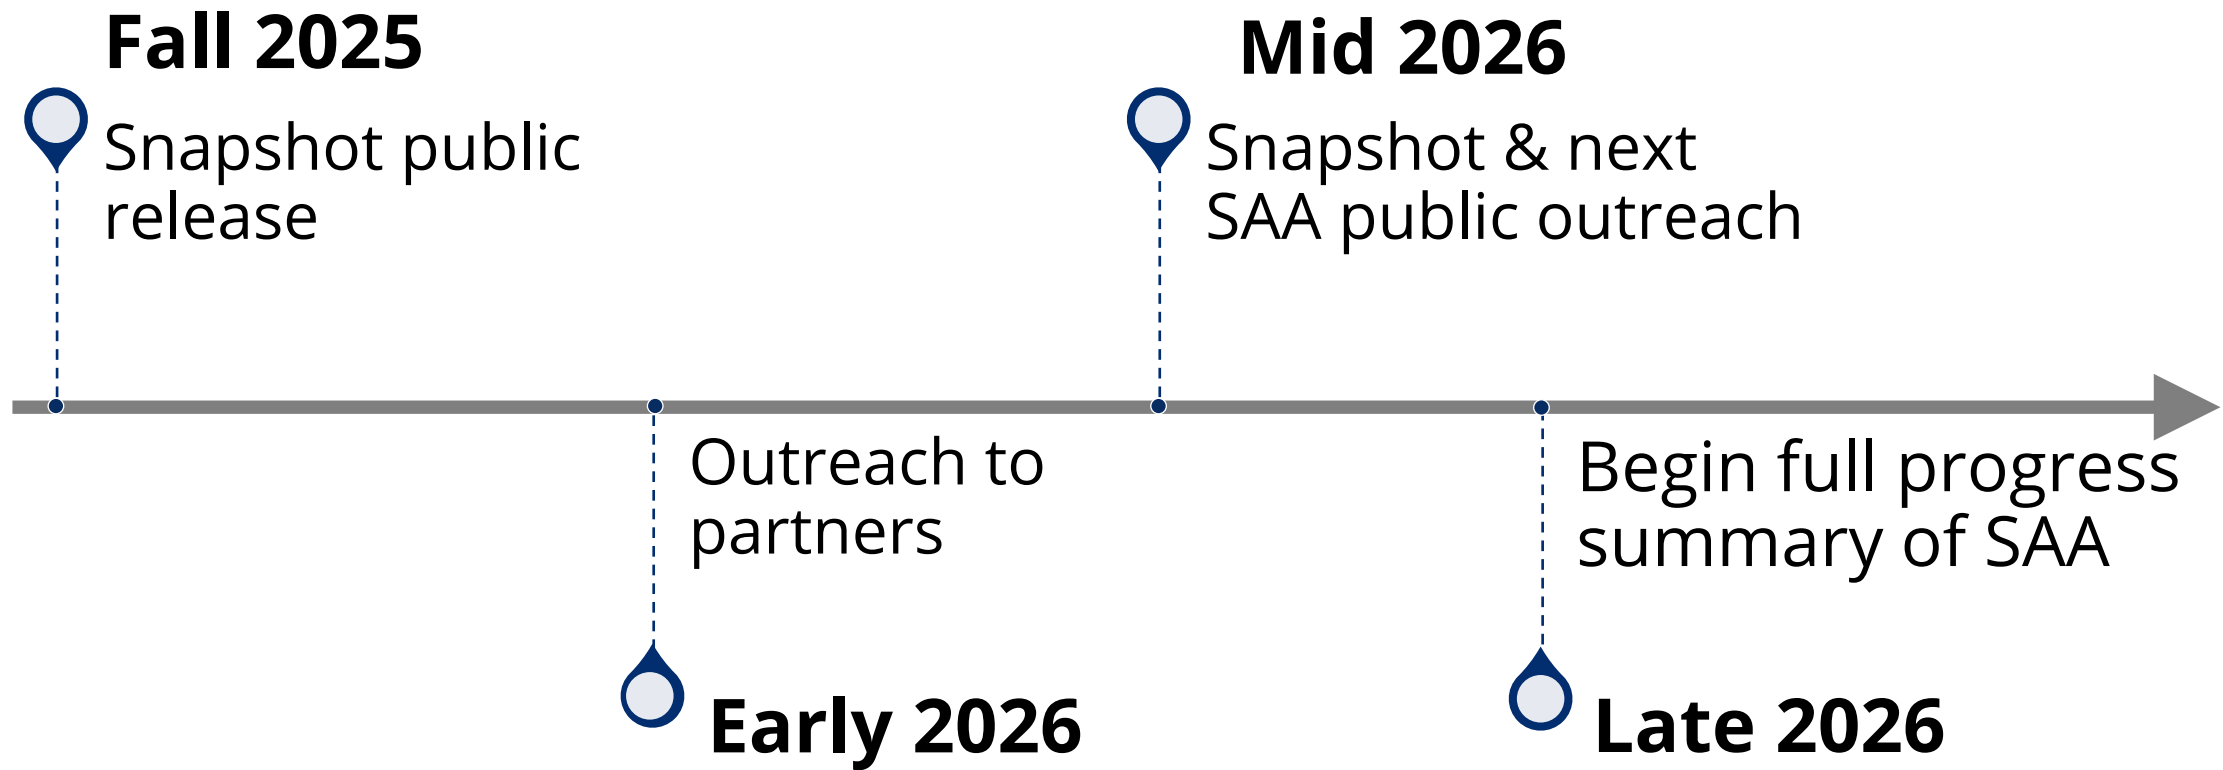 Fall 2025
Snapshot public
release
Mid 2026
Snapshot & next
SAA public outreach
Outreach to
partners
Early 2026
Begin full progress
summary of SAA
Late 2026